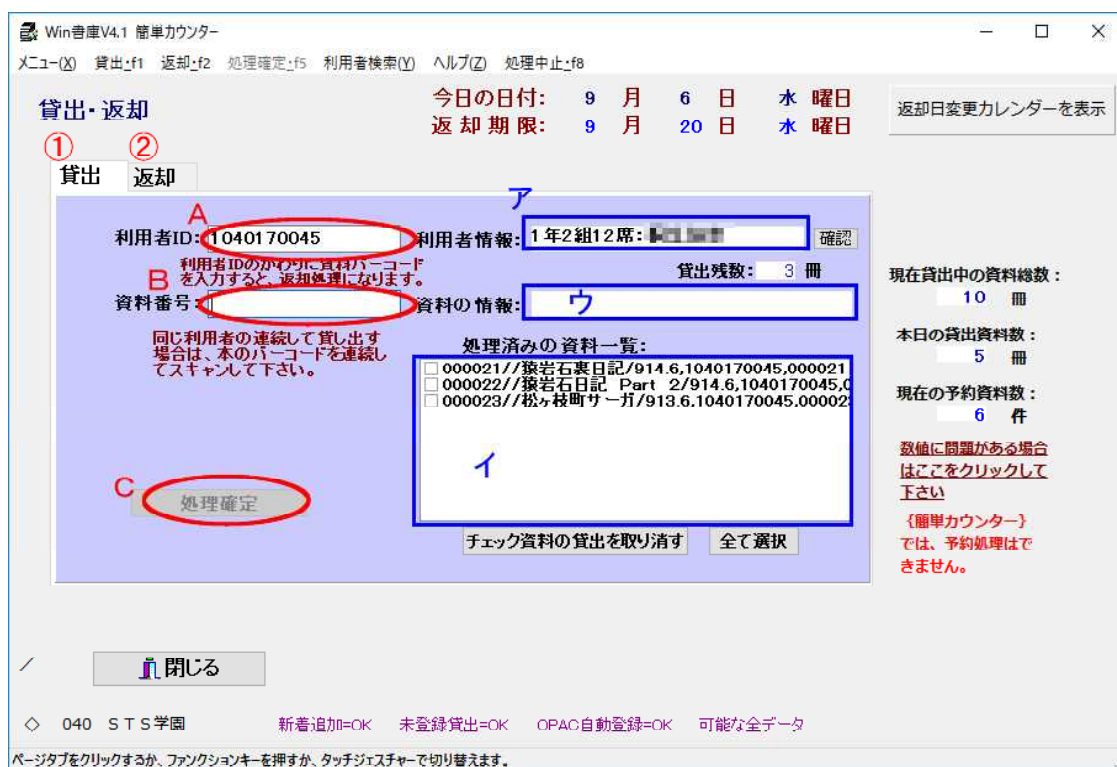 Win書庫V4.1 簡単カウンター
メニュー(X) 貸出:f1 返却:f2 処理確定:f5 利用者検索(Y) ヘルプ(Z) 処理中止:f8
貸出・返却
今日の日付: 9 月 6 日 水 曜日
返却期限: 9 月 20 日 水 曜日
返却日変更カレンダーを表示
① ②
貸出 返却
A
ア
利用者ID: 1040170045
利用者情報: 1年2組12席:
確認
利用者IDのかわりに資料バーコード
を入力すると、返却処理になります。
貸出残数: 3 冊
B
資料番号:
資料の情報: ウ
同じ利用者の連続して貸し出す
場合は、本のバーコードを連続し
てスキャンして下さい。
処理済みの資料一覧:
000021//猿岩石裏日記/914.6,1040170045,000021
000022//猿岩石日記 Part 2/914.6,1040170045,0
000023//松ヶ枝町サーガ/913.6,1040170045,00002
イ
C
処理確定
チェック資料の貸出を取り消す 全て選択
現在貸出中の資料総数:
10 冊
本日の貸出資料数:
5 冊
現在の予約資料数:
6 件
数値に問題がある場合
はここをクリックして
下さい
{簡単カウンター}
では、予約処理はで
きません。
閉じる
◇ 040 STS学園 新着追加=OK 未登録貸出=OK OPAC自動登録=OK 可能な全データ
ページタブをクリックするか、ファンクションキーを押すか、タッチジェスチャーで切り替えます。